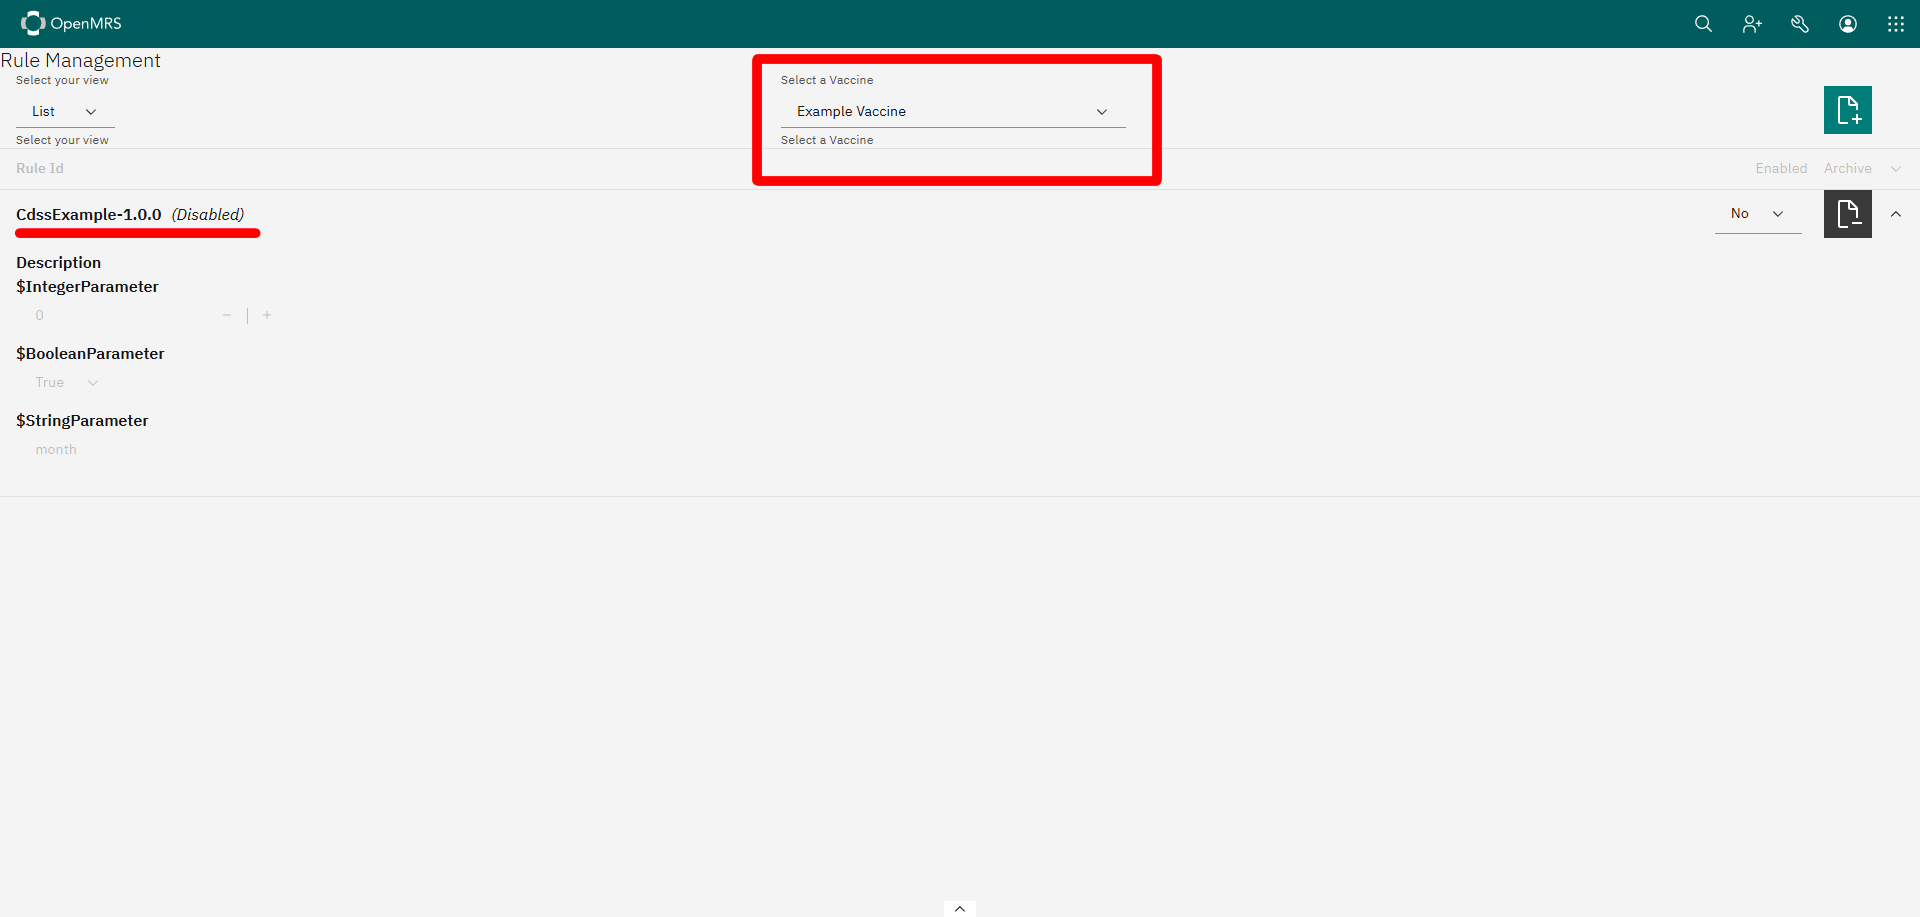 OpenMRS
Rule Management
Select your view
Select a Vaccine
List
Example Vaccine
Select your view
Select a Vaccine
Rule Id
Enabled Archive
CdssExample-1.0.0 (Disabled)
No
Description
$IntegerParameter
0
$BooleanParameter
True
$StringParameter
month